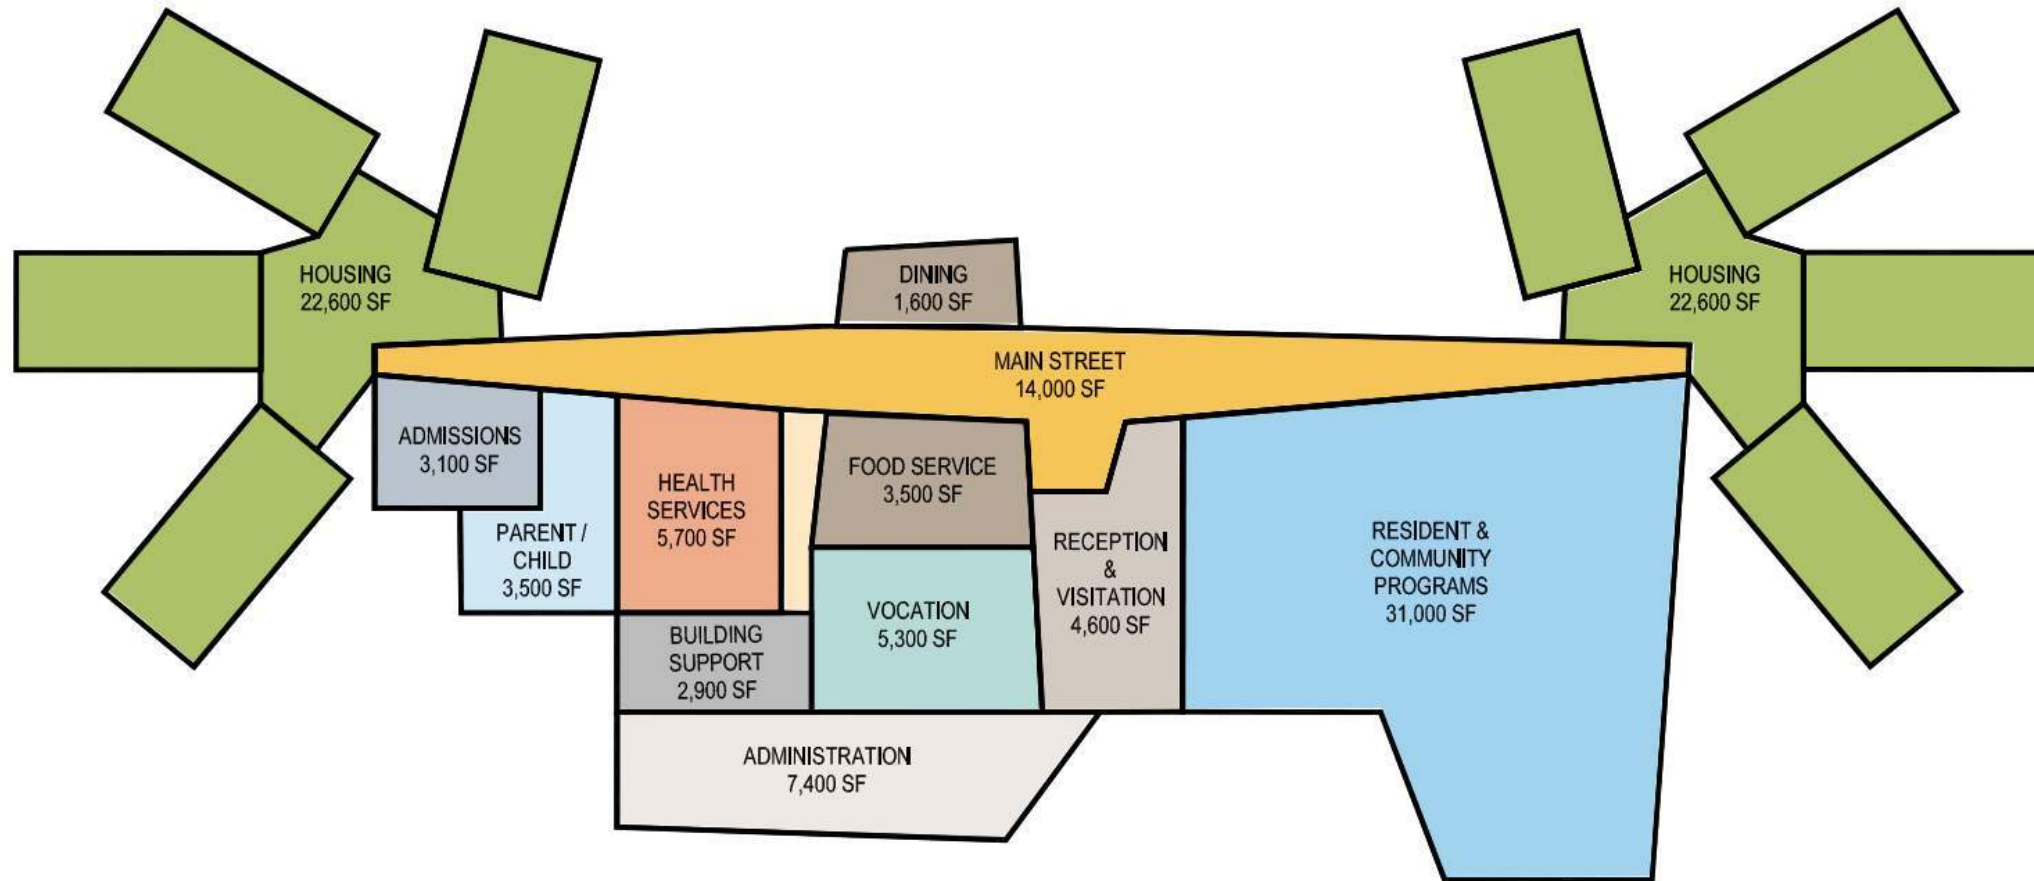 HOUSING
22,600 SF
DINING
1,600 SF
HOUSING
22,600 SF
MAIN STREET
14,000 SF
ADMISSIONS
3,100 SF
PARENT /
CHILD
3,500 SF
HEALTH
SERVICES
5,700 SF
FOOD SERVICE
3,500 SF
RECEPTION
&
VISITATION
4,600 SF
RESIDENT &
COMMUNITY
PROGRAMS
31,000 SF
BUILDING
SUPPORT
2,900 SF
VOCATION
5,300 SF
ADMINISTRATION
7,400 SF